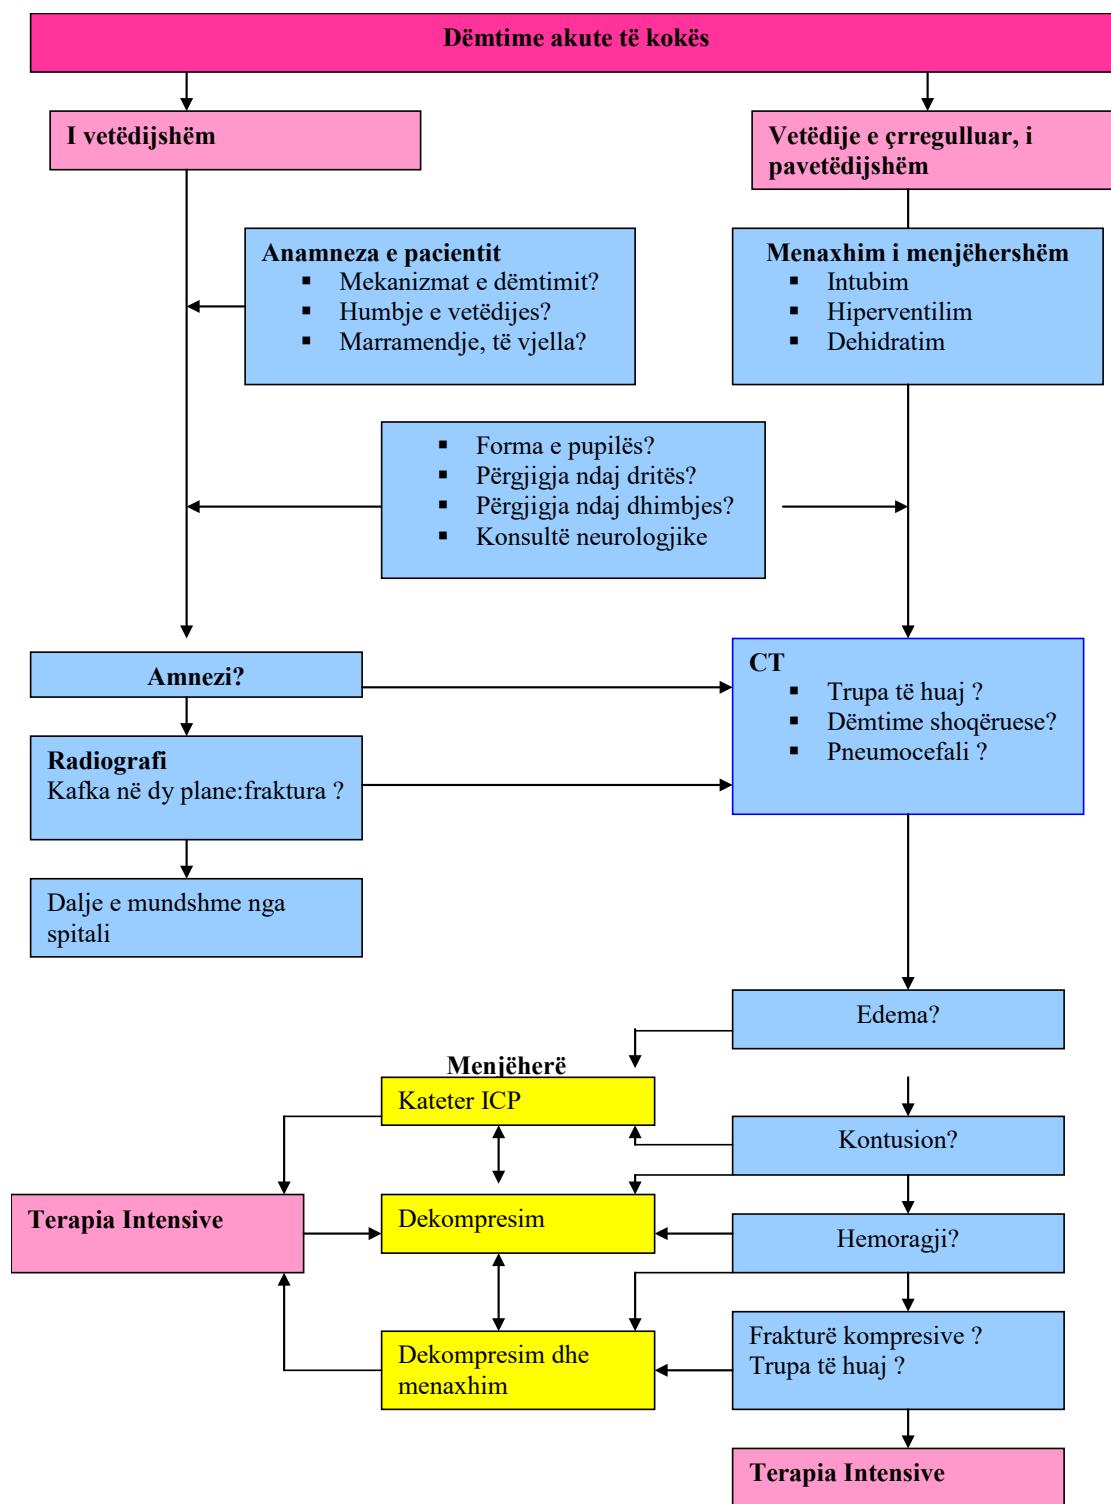 Dëmtime akute të kokës
I vetëdijshëm
Vetëdije e çrregulluar, i
pavetëdijshëm
Anamneza e pacientit
▪ Mekanizmat e dëmtimit?
▪ Humbje e vetëdijes?
▪ Marramendje, të vjella?
Menaxhim i menjëhershëm
▪ Intubim
▪ Hiperventilim
▪ Dehidratim
▪ Forma e pupilës?
▪ Përgjigja ndaj dritës?
▪ Përgjigja ndaj dhimbjes?
▪ Konsultë neurologjike
Amnezi?
CT
▪ Trupa të huaj ?
▪ Dëmtime shoqëruese?
▪ Pneumocefali ?
Radiografi
Kafka në dy plane:fraktura ?
Dalje e mundshme nga
spitali
Edema?
Menjëherë
Kateter ICP
Kontusion?
Terapia Intensive
Dekompresim
Hemoragji?
Dekompresim dhe
menaxhim
Frakturë kompresive ?
Trupa të huaj ?
Terapia Intensive